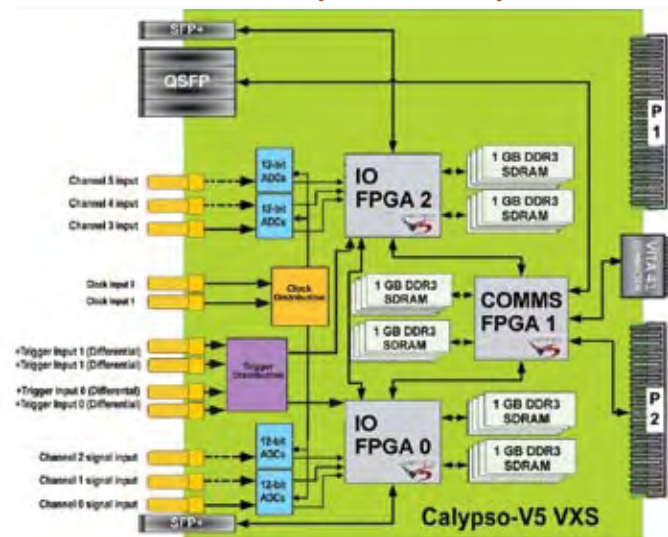 SFP+
QSFP
P
1
12-bit
ADCs
12-bit
ADCs
Channel 5 input
Channel 4 input
Channel 3 input
IO
FPGA 2
1 GB DDR3
SDRAM
1 GB DDR3
SDRAM
Clock Input 0
Clock Input 1
Clock
Distribution
1 GB DDR3
SDRAM
1 GB DDR3
SDRAM
COMMS
FPGA 1
VITA 41
+Trigger Input 1 (Differential)
+Trigger Input 1 (Differential)
+Trigger Input 0 (Differential)
+Trigger Input 0 (Differential)
Trigger
Distribution
P
2
IO
FPGA 0
1 GB DDR3
SDRAM
1 GB DDR3
SDRAM
12-bit
ADCs
12-bit
ADCs
Channel 2 signal input
Channel 1 signal input
Channel 0 signal input
SFP+
Calypso-V5 VXS